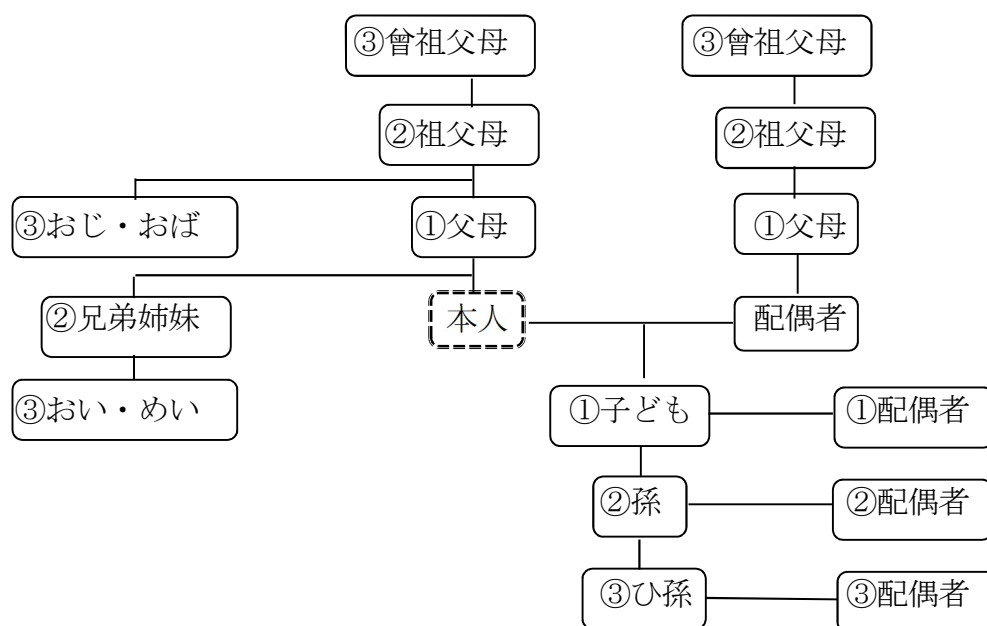 ③曾祖父母 ③曾祖父母
②祖父母 ②祖父母
③おじ・おば ①父母 ①父母
②兄弟姉妹 本人 配偶者
③おい・めい ①子ども ①配偶者
②孫 ②配偶者
③ひ孫 ③配偶者